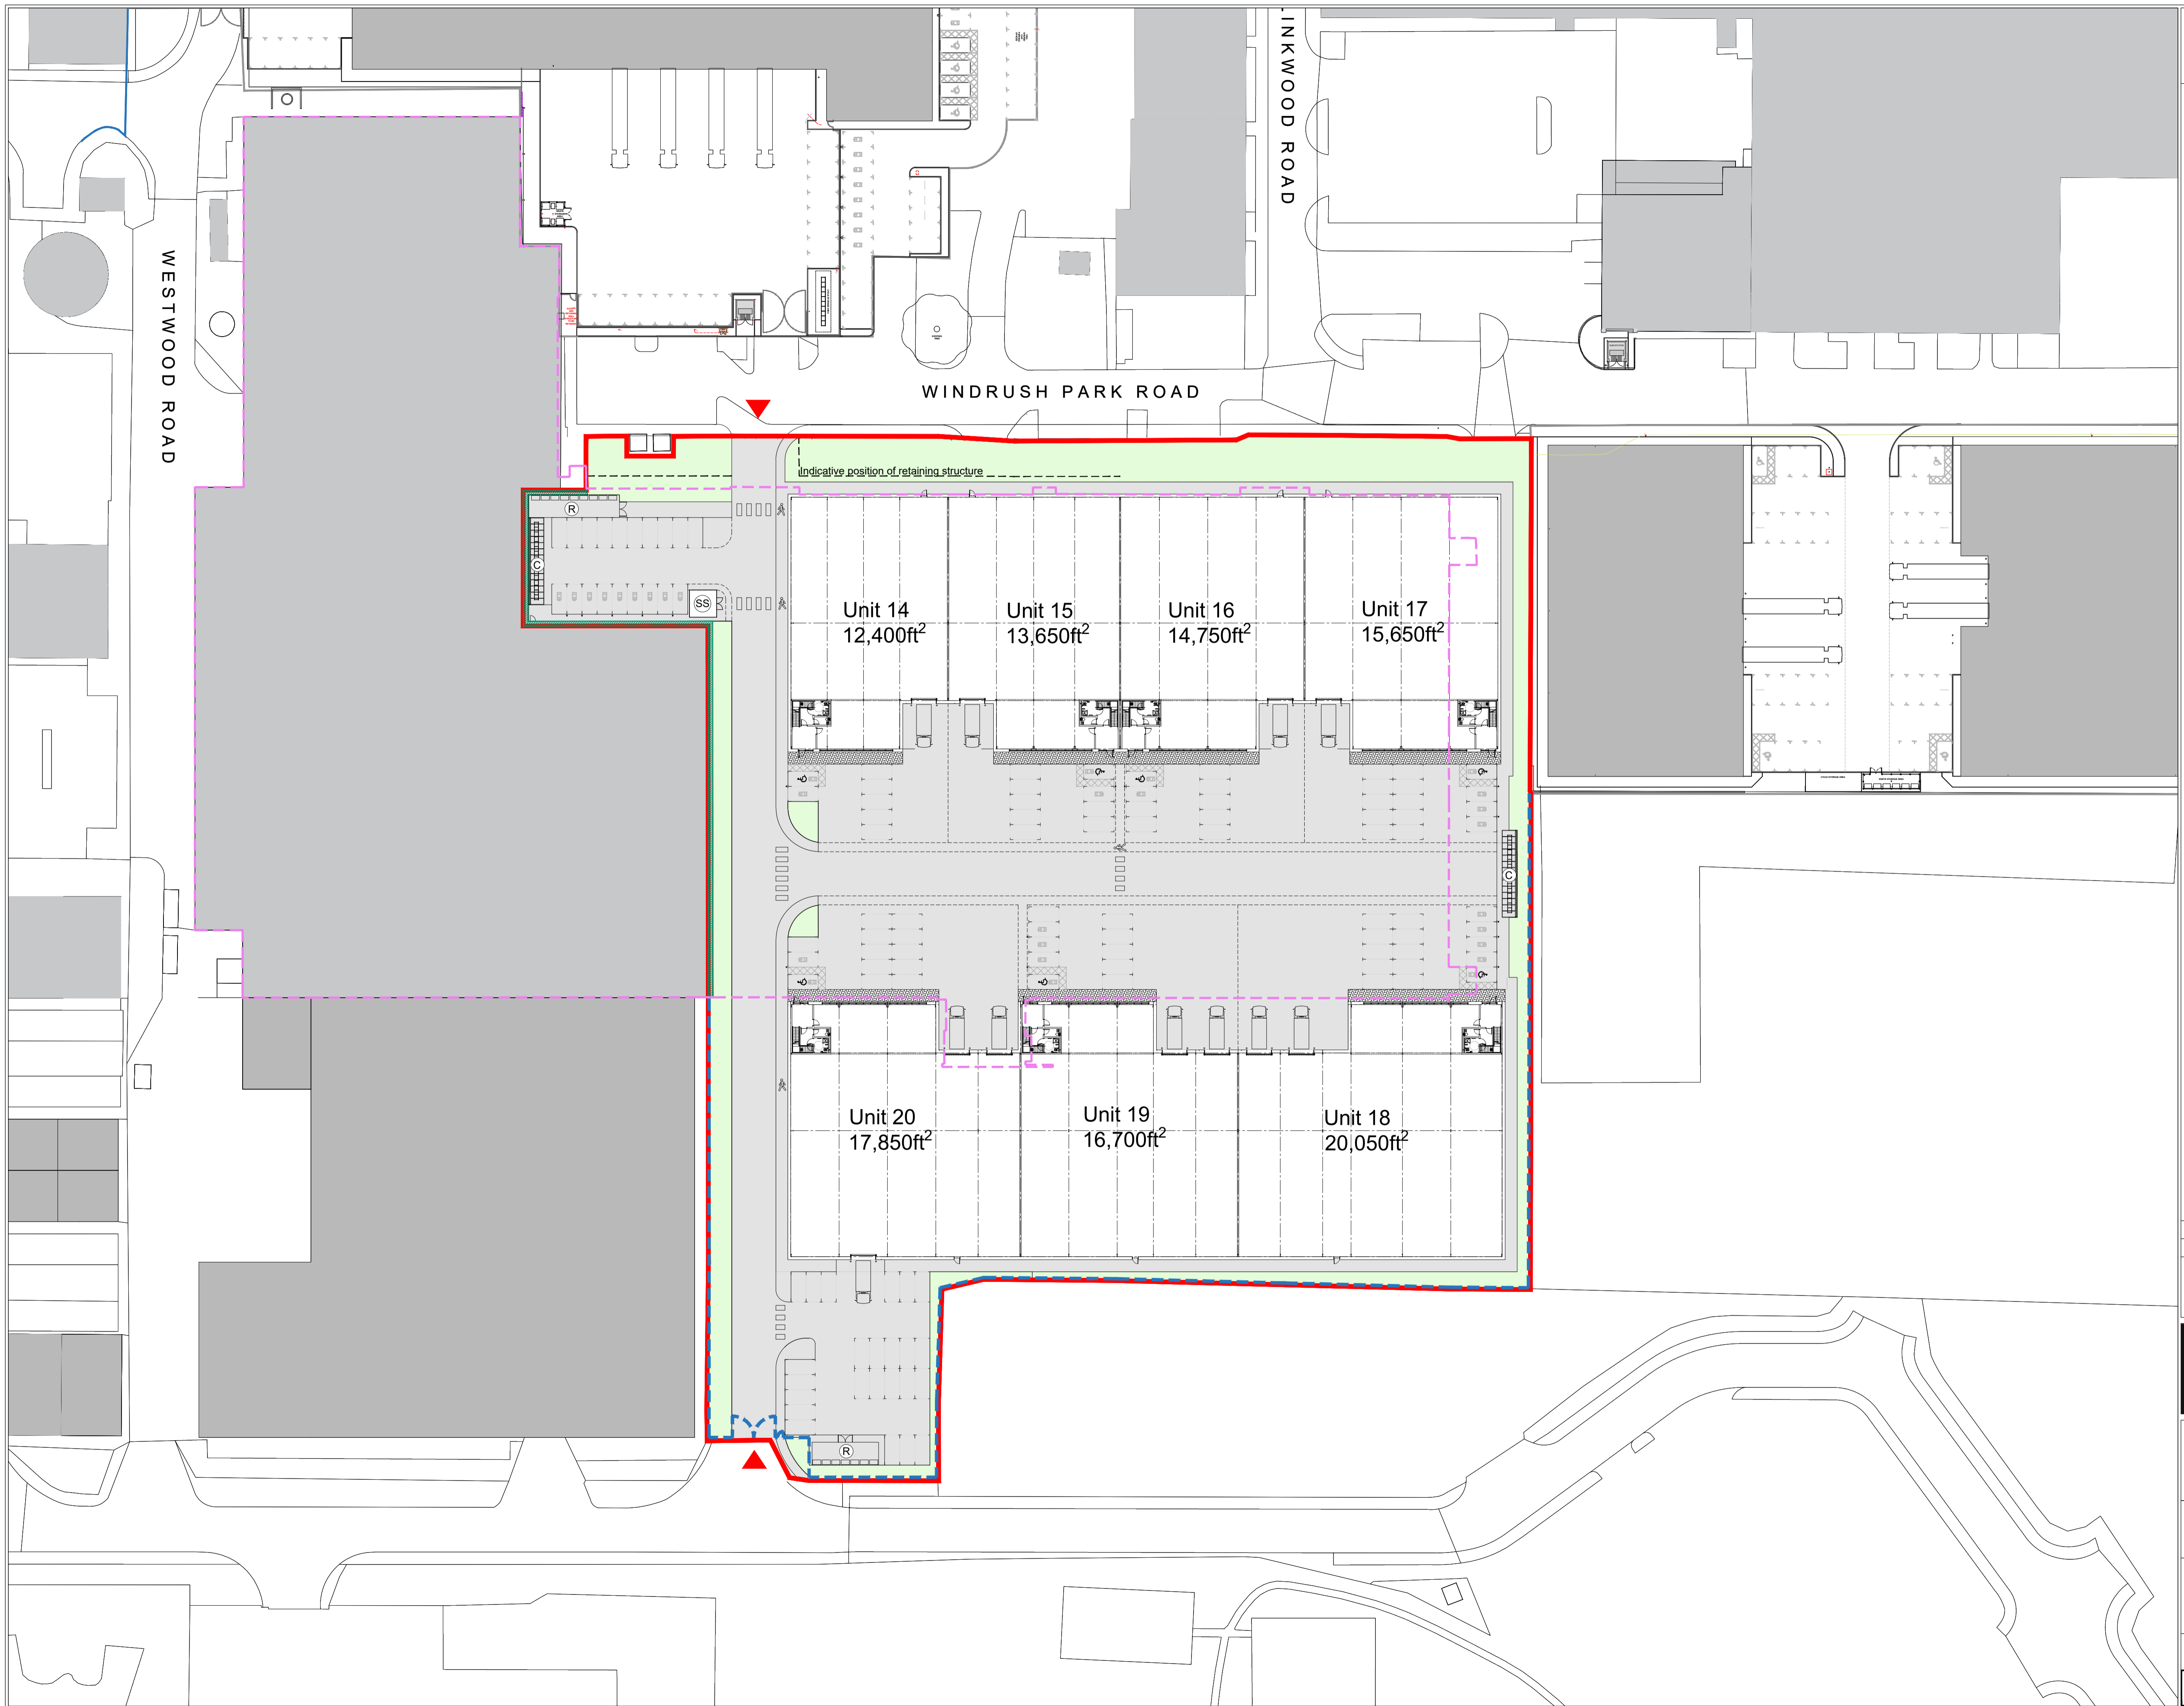 INKWOOD ROAD
WESTWOOD ROAD
WINDRUSH PARK ROAD
Indicative position of retaining structure
R
C
SS
Unit 14
12,400ft²
Unit 15
13,650ft²
Unit 16
14,750ft²
Unit 17
15,650ft²
C
Unit 20
17,850ft²
Unit 19
16,700ft²
Unit 18
20,050ft²
R